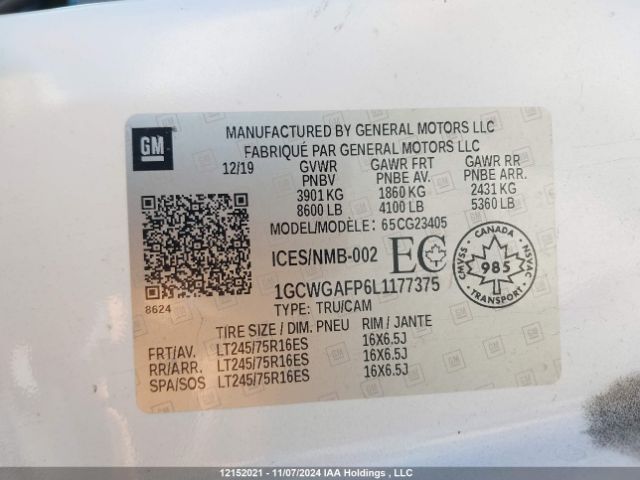 GM
MANUFACTURED BY GENERAL MOTORS LLC
FABRIQUÉ PAR GENERAL MOTORS LLC
12/19 GVWR GAWR FRT GAWR RR
PNBV PNBE AV. PNBE ARR.
3901 KG 1860 KG 2431 KG
8600 LB 4100 LB 5360 LB
MODEL/MODÈLE: 65CG23405
ICES/NMB-002 EC
CANADA
CMVSS 985 NSVAC
TRANSPORT
1GCWGAFP6L1177375
8624
TYPE: TRU/CAM
TIRE SIZE / DIM. PNEU RIM / JANTE
FRT/AV. LT245/75R16ES 16X6.5J
RR/ARR. LT245/75R16ES 16X6.5J
SPA/SOS LT245/75R16ES 16X6.5J
12152021 - 11/07/2024 IAA Holdings , LLC